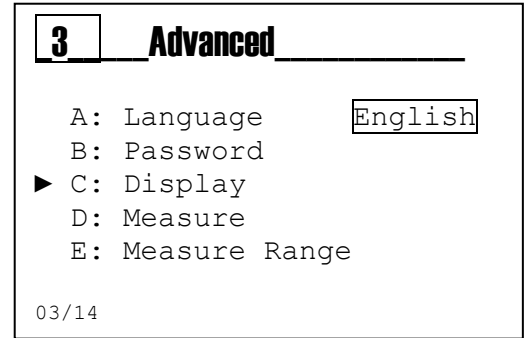 3 Advanced
A: Language English
B: Password
► C: Display
D: Measure
E: Measure Range
03/14